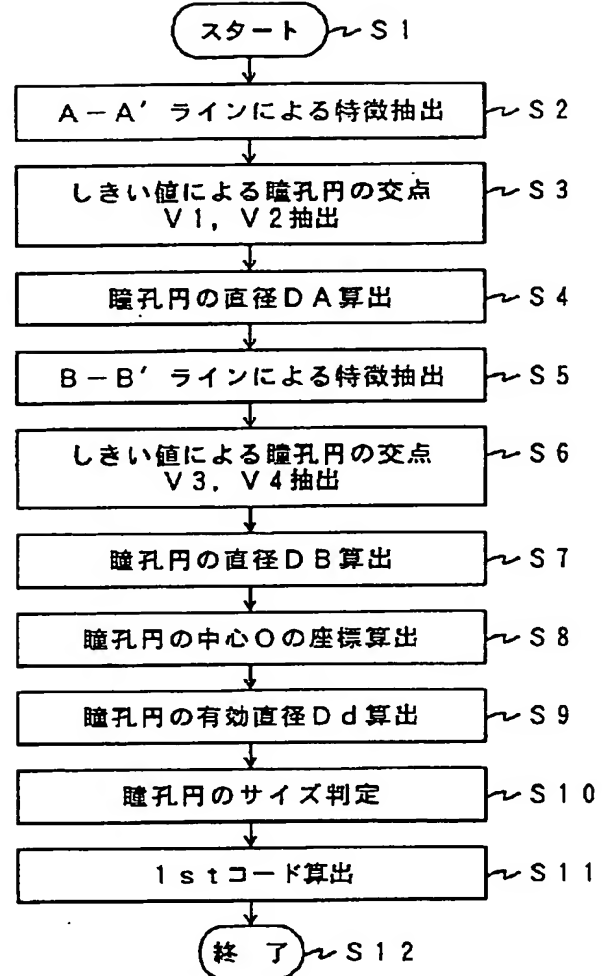 スタート S1
A-A' ラインによる特徴抽出 S2
しきい値による瞳孔円の交点 S3
V1, V2抽出
瞳孔円の直径DA算出 S4
B-B' ラインによる特徴抽出 S5
しきい値による瞳孔円の交点 S6
V3, V4抽出
瞳孔円の直径DB算出 S7
瞳孔円の中心Oの座標算出 S8
瞳孔円の有効直径Dd算出 S9
瞳孔円のサイズ判定 S10
1stコード算出 S11
終 了 S12